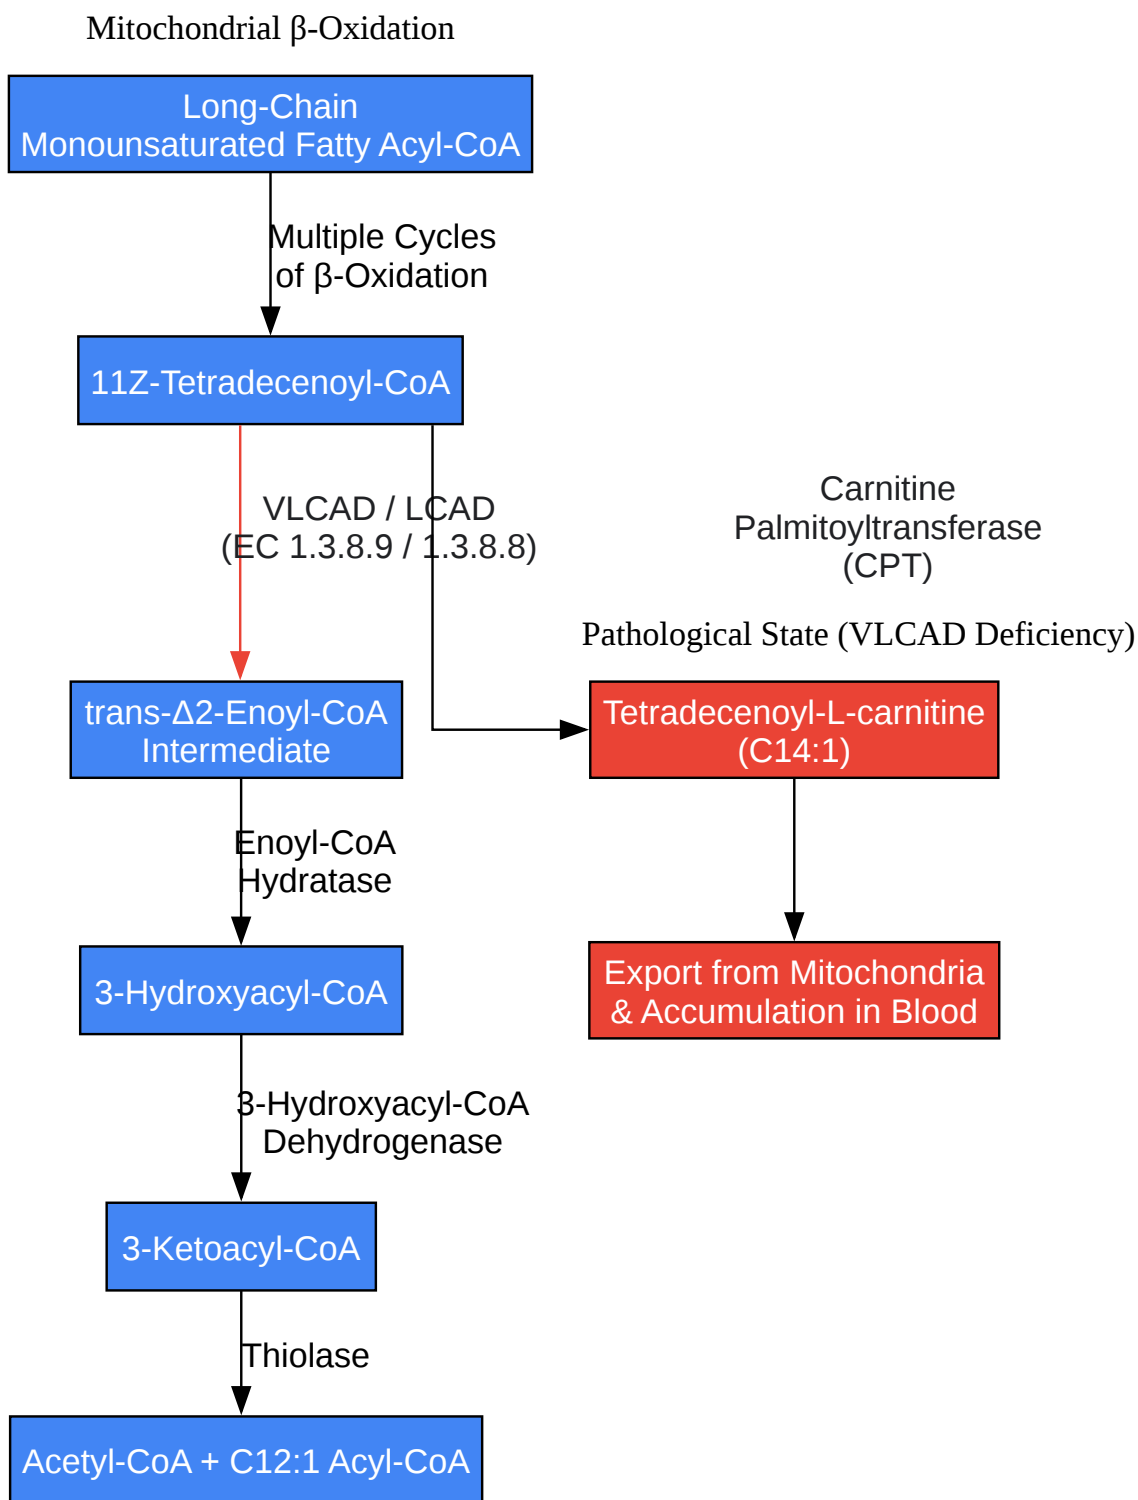 Mitochondrial β-Oxidation
Long-Chain
Monounsaturated Fatty Acyl-CoA
Multiple Cycles
of β-Oxidation
11Z-Tetradecenoyl-CoA
VLCAD / LCAD
(EC 1.3.8.9 / 1.3.8.8)
Carnitine
Palmitoyltransferase
(CPT)
Pathological State (VLCAD Deficiency)
trans-Δ2-Enoyl-CoA
Intermediate
Tetradecenoyl-L-carnitine
(C14:1)
Enoyl-CoA
Hydratase
3-Hydroxyacyl-CoA
Export from Mitochondria
& Accumulation in Blood
3-Hydroxyacyl-CoA
Dehydrogenase
3-Ketoacyl-CoA
Thiolase
Acetyl-CoA + C12:1 Acyl-CoA